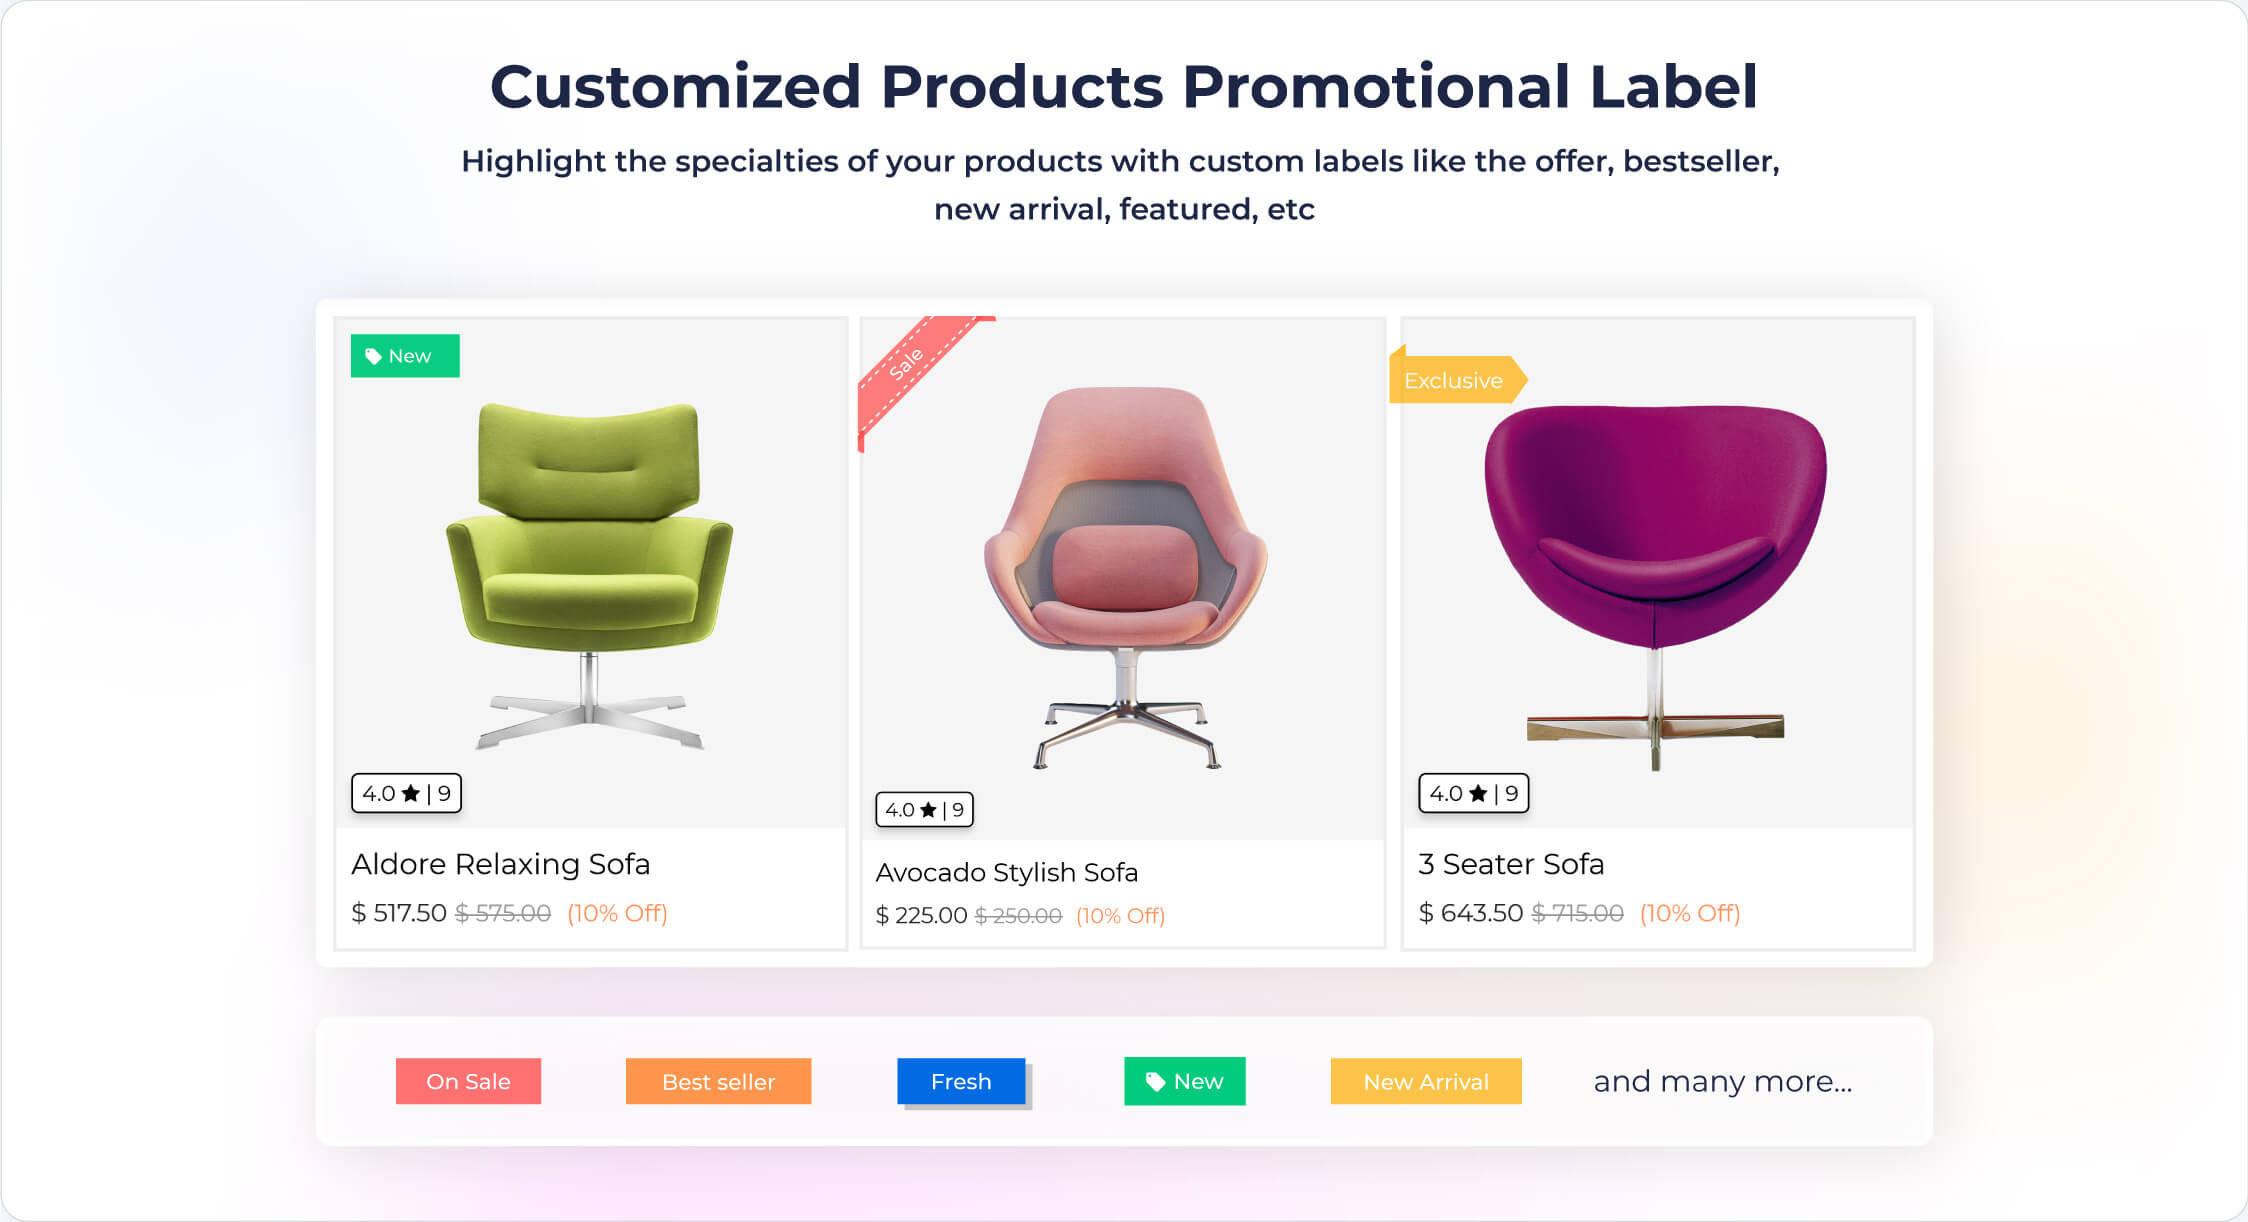 Customized Products Promotional Label
Highlight the specialties of your products with custom labels like the offer, bestseller,
new arrival, featured, etc
New
Sale
Exclusive
4.0 ★ | 9
4.0 ★ | 9
4.0 ★ | 9
Aldore Relaxing Sofa
$ 517.50 $ 575.00 (10% Off)
Avocado Stylish Sofa
$ 225.00 $ 250.00 (10% Off)
3 Seater Sofa
$ 643.50 $ 715.00 (10% Off)
On Sale
Best seller
Fresh
New
New Arrival
and many more...